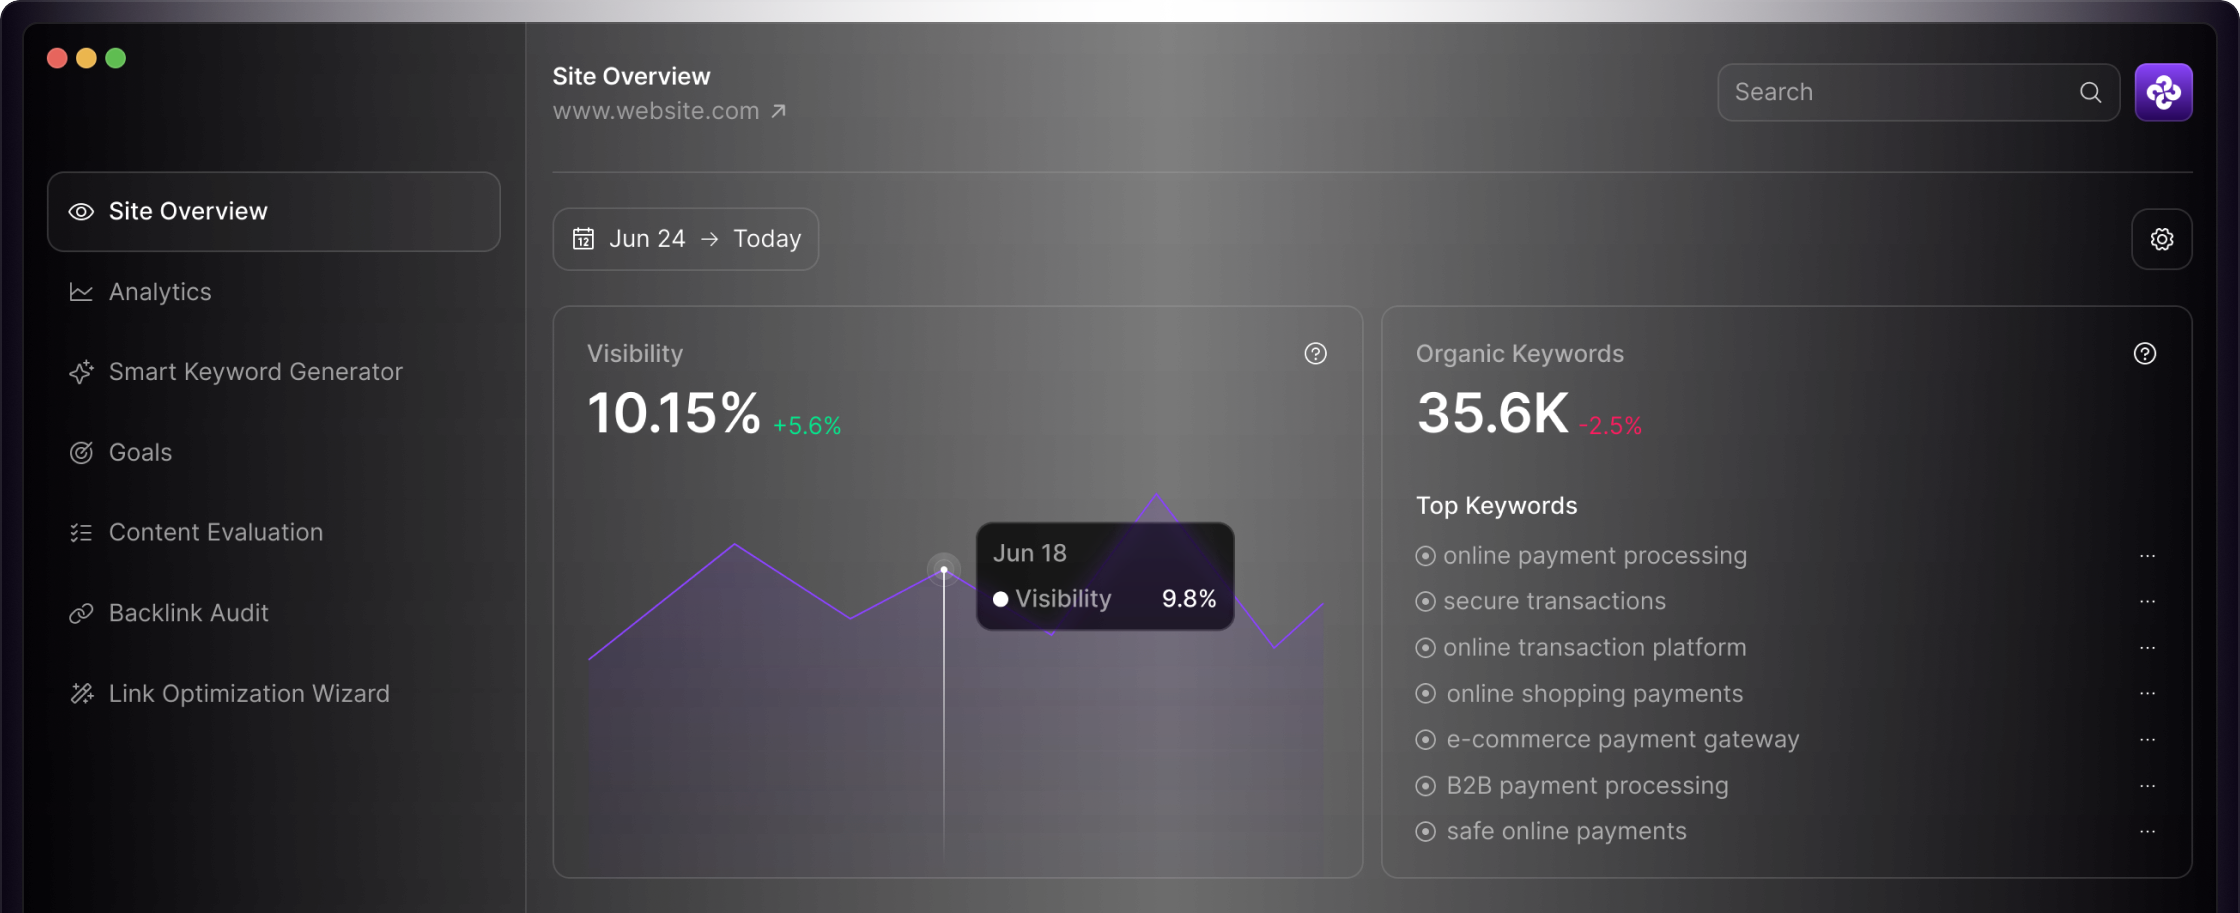 Site Overview
www.website.com
Search
Site Overview
Analytics
Smart Keyword Generator
Goals
Content Evaluation
Backlink Audit
Link Optimization Wizard
12 Jun 24 → Today
Visibility
10.15% +5.6%
Jun 18
Visibility 9.8%
Organic Keywords
35.6K -2.5%
Top Keywords
online payment processing
secure transactions
online transaction platform
online shopping payments
e-commerce payment gateway
B2B payment processing
safe online payments